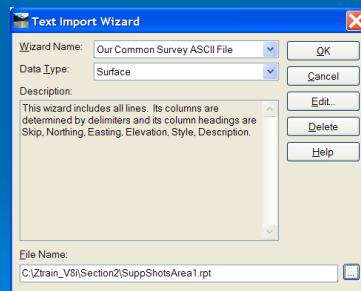 Text Import Wizard
Wizard Name: Our Common Survey ASCII File
Data Type: Surface
Description:
This wizard includes all lines. Its columns are
determined by delimiters and its column headings are
Skip, Northing, Easting, Elevation, Style, Description.
OK
Cancel
Edit...
Delete
Help
File Name:
C:\Ztrain_V8i\Section2\SuppShotsArea1.rpt
...